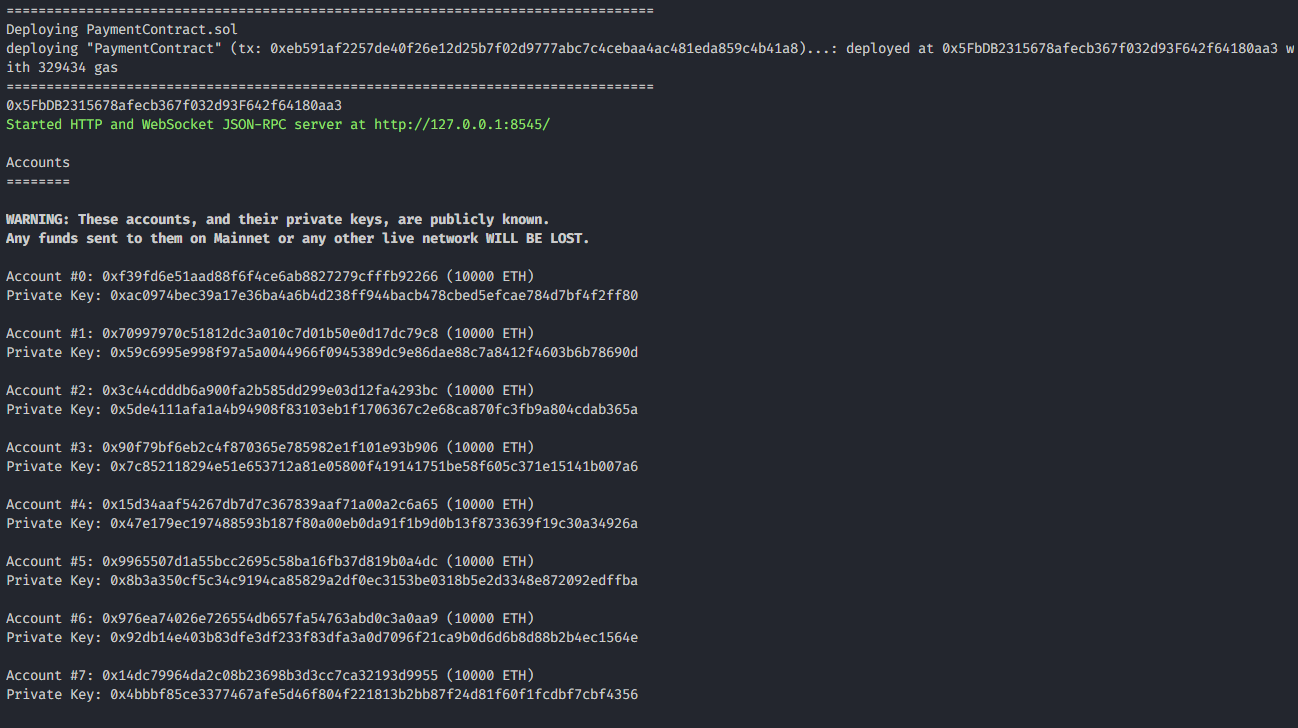 =================================================================================
Deploying PaymentContract.sol
deploying "PaymentContract" (tx: 0xeb591af2257de40f26e12d25b7f02d9777abc7c4cebaa4ac481eda859c4b41a8)...: deployed at 0x5FbDB2315678afecb367f032d93F642f64180aa3 w
ith 329434 gas
=================================================================================
0x5FbDB2315678afecb367f032d93F642f64180aa3
Started HTTP and WebSocket JSON-RPC server at http://127.0.0.1:8545/
Accounts
========
WARNING: These accounts, and their private keys, are publicly known.
Any funds sent to them on Mainnet or any other live network WILL BE LOST.
Account #0: 0xf39fd6e51aad88f6f4ce6ab8827279cfffb92266 (10000 ETH)
Private Key: 0xac0974bec39a17e36ba4a6b4d238ff944bacb478cbed5efcae784d7bf4f2ff80
Account #1: 0x70997970c51812dc3a010c7d01b50e0d17dc79c8 (10000 ETH)
Private Key: 0x59c6995e998f97a5a0044966f0945389dc9e86dae88c7a8412f4603b6b78690d
Account #2: 0x3c44cdddb6a900fa2b585dd299e03d12fa4293bc (10000 ETH)
Private Key: 0x5de4111afa1a4b94908f83103eb1f1706367c2e68ca870fc3fb9a804cdab365a
Account #3: 0x90f79bf6eb2c4f870365e785982e1f101e93b906 (10000 ETH)
Private Key: 0x7c852118294e51e653712a81e05800f419141751be58f605c371e15141b007a6
Account #4: 0x15d34aaf54267db7d7c367839aaf71a00a2c6a65 (10000 ETH)
Private Key: 0x47e179ec197488593b187f80a00eb0da91f1b9d0b13f8733639f19c30a34926a
Account #5: 0x9965507d1a55bcc2695c58ba16fb37d819b0a4dc (10000 ETH)
Private Key: 0x8b3a350cf5c34c9194ca85829a2df0ec3153be0318b5e2d3348e872092edffba
Account #6: 0x976ea74026e726554db657fa54763abd0c3a0aa9 (10000 ETH)
Private Key: 0x92db14e403b83dfe3df233f83dfa3a0d7096f21ca9b0d6d6b8d88b2b4ec1564e
Account #7: 0x14dc79964da2c08b23698b3d3cc7ca32193d9955 (10000 ETH)
Private Key: 0x4bbbf85ce3377467afe5d46f804f221813b2bb87f24d81f60f1fcdbf7cbf4356